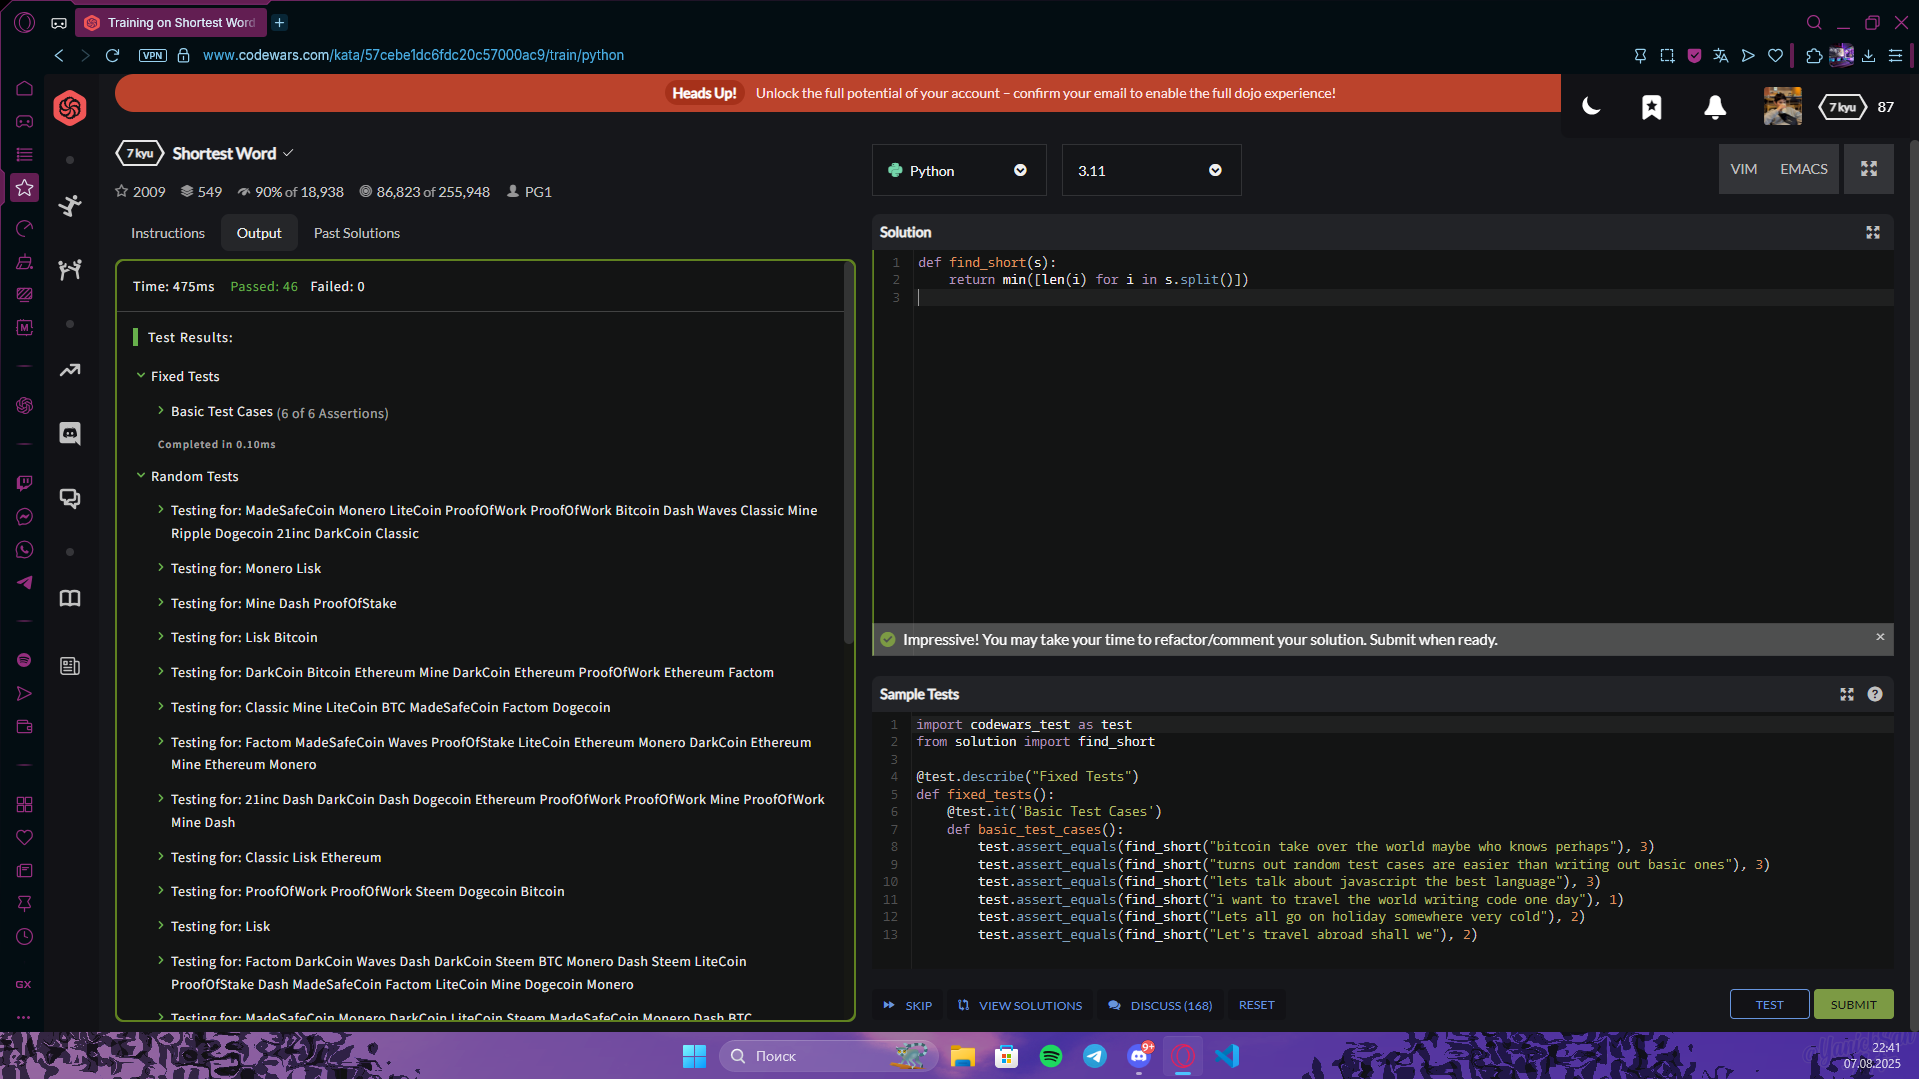 Training on Shortest Word
VPN
www.codewars.com/kata/57cebe1dc6fdc20c57000ac9/train/python
Heads Up! Unlock the full potential of your account – confirm your email to enable the full dojo experience!
7 kyu 87
7 kyu Shortest Word
2009 549 90% of 18,938 86,823 of 255,948 PG1
Instructions Output Past Solutions
Time: 475ms Passed: 46 Failed: 0
Test Results:
Fixed Tests
Basic Test Cases (6 of 6 Assertions)
Completed in 0.10ms
Random Tests
Testing for: MadeSafeCoin Monero LiteCoin ProofOfWork ProofOfWork Bitcoin Dash Waves Classic Mine
Ripple Dogecoin 21inc DarkCoin Classic
Testing for: Monero Lisk
Testing for: Mine Dash ProofOfStake
Testing for: Lisk Bitcoin
Testing for: DarkCoin Bitcoin Ethereum Mine DarkCoin Ethereum ProofOfWork Ethereum Factom
Testing for: Classic Mine LiteCoin BTC MadeSafeCoin Factom Dogecoin
Testing for: Factom MadeSafeCoin Waves ProofOfStake LiteCoin Ethereum Monero DarkCoin Ethereum
Mine Ethereum Monero
Testing for: 21inc Dash DarkCoin Dash Dogecoin Ethereum ProofOfWork ProofOfWork Mine ProofOfWork
Mine Dash
Testing for: Classic Lisk Ethereum
Testing for: ProofOfWork ProofOfWork Steem Dogecoin Bitcoin
Testing for: Lisk
Testing for: Factom DarkCoin Waves Dash DarkCoin Steem BTC Monero Dash Steem LiteCoin
ProofOfStake Dash MadeSafeCoin Factom LiteCoin Mine Dogecoin Monero
Testing for: MadeSafeCoin Monero DarkCoin LiteCoin Steem MadeSafeCoin Monero Dash BTC
Python
3.11
VIM EMACS
Solution
1 def find_short(s):
2 return min([len(i) for i in s.split()])
3
Impressive! You may take your time to refactor/comment your solution. Submit when ready.
Sample Tests
1 import codewars_test as test
2 from solution import find_short
3
4 @test.describe("Fixed Tests")
5 def fixed_tests():
6 @test.it('Basic Test Cases')
7 def basic_test_cases():
8 test.assert_equals(find_short("bitcoin take over the world maybe who knows perhaps"), 3)
9 test.assert_equals(find_short("turns out random test cases are easier than writing out basic ones"), 3)
10 test.assert_equals(find_short("lets talk about javascript the best language"), 3)
11 test.assert_equals(find_short("i want to travel the world writing code one day"), 1)
12 test.assert_equals(find_short("Lets all go on holiday somewhere very cold"), 2)
13 test.assert_equals(find_short("Let's travel abroad shall we"), 2)
SKIP VIEW SOLUTIONS DISCUSS (168) RESET
TEST SUBMIT
GX
Поиск
9+
22:41
07.08.2025